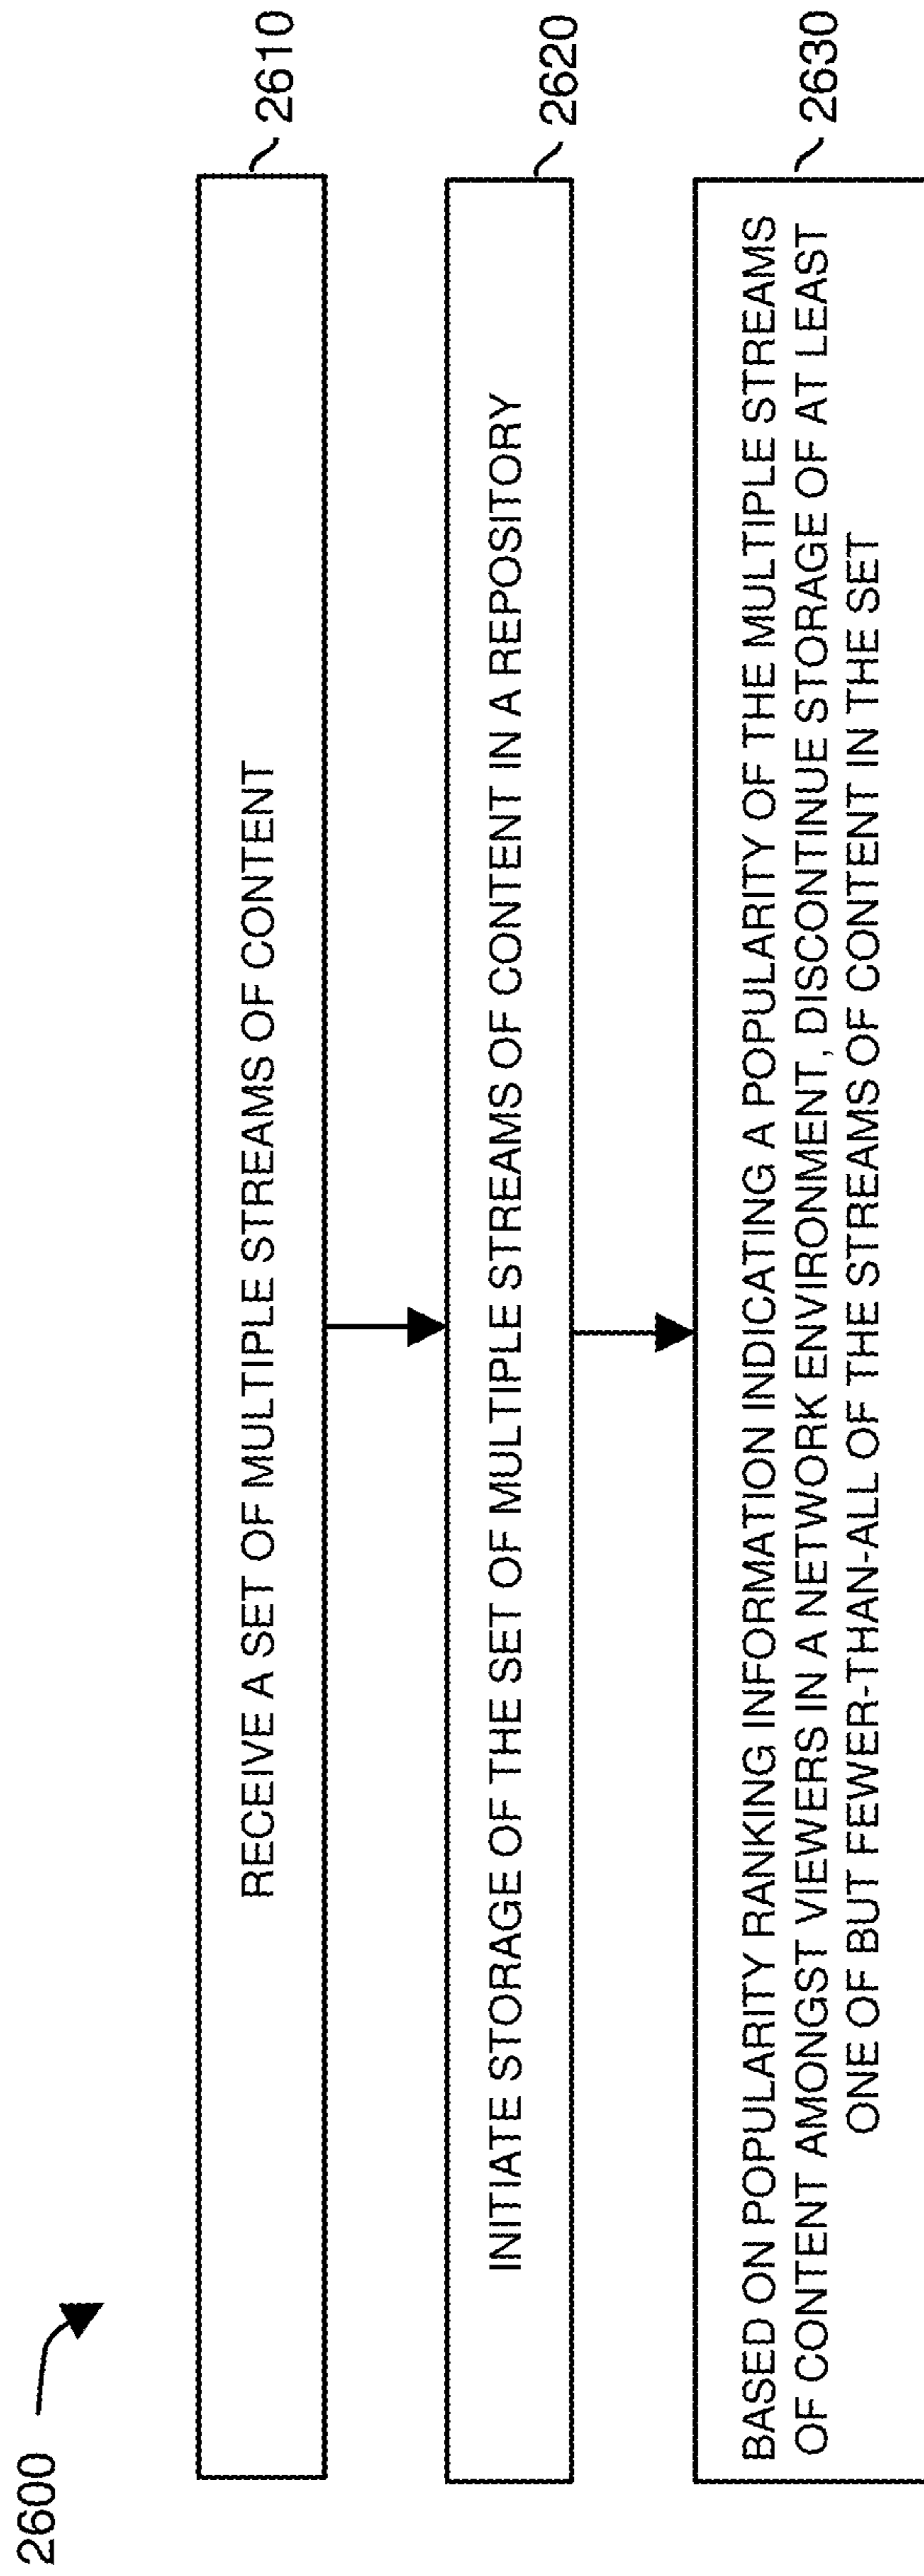 2600
RECEIVE A SET OF MULTIPLE STREAMS OF CONTENT
2610
INITIATE STORAGE OF THE SET OF MULTIPLE STREAMS OF CONTENT IN A REPOSITORY
2620
BASED ON POPULARITY RANKING INFORMATION INDICATING A POPULARITY OF THE MULTIPLE STREAMS
OF CONTENT AMONGST VIEWERS IN A NETWORK ENVIRONMENT, DISCONTINUE STORAGE OF AT LEAST
ONE OF BUT FEWER-THAN-ALL OF THE STREAMS OF CONTENT IN THE SET
2630